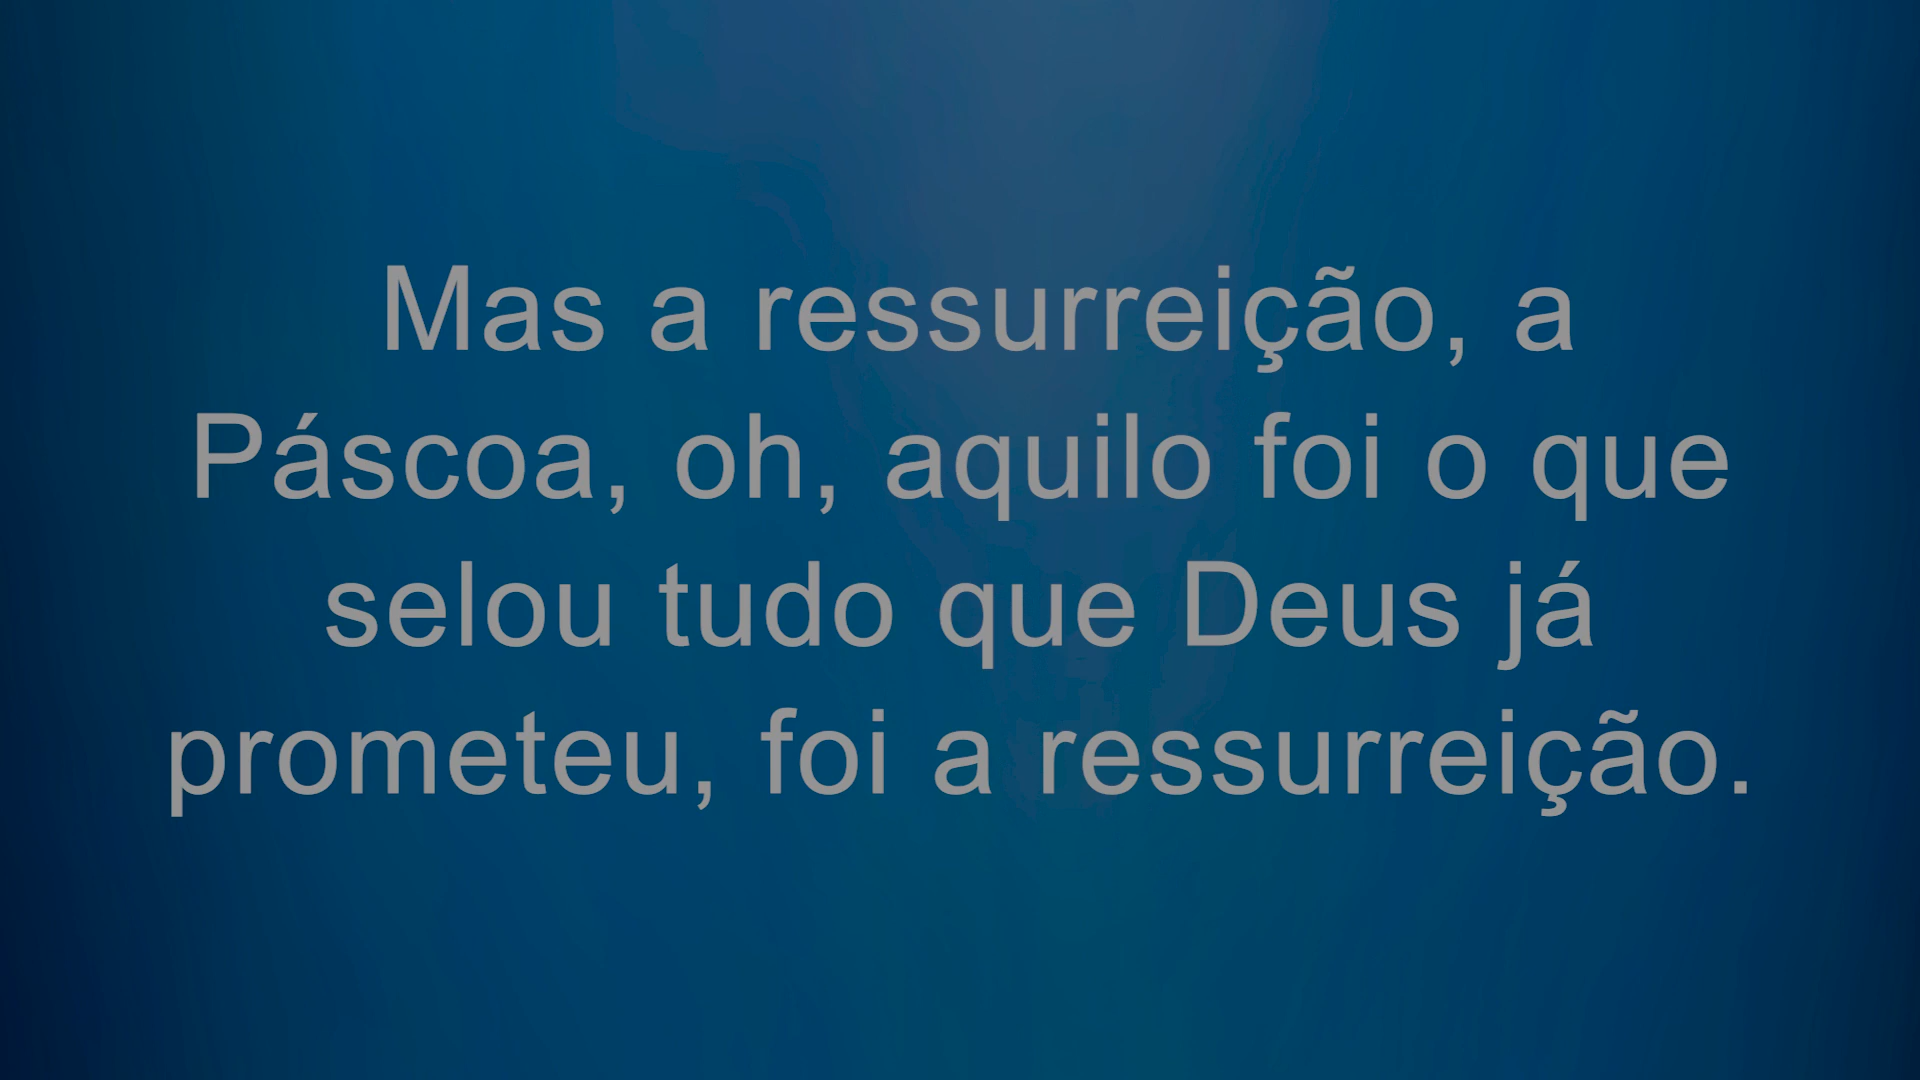 Mas a ressurreição, a
Páscoa, oh, aquilo foi o que
selou tudo que Deus já
prometeu, foi a ressurreição.